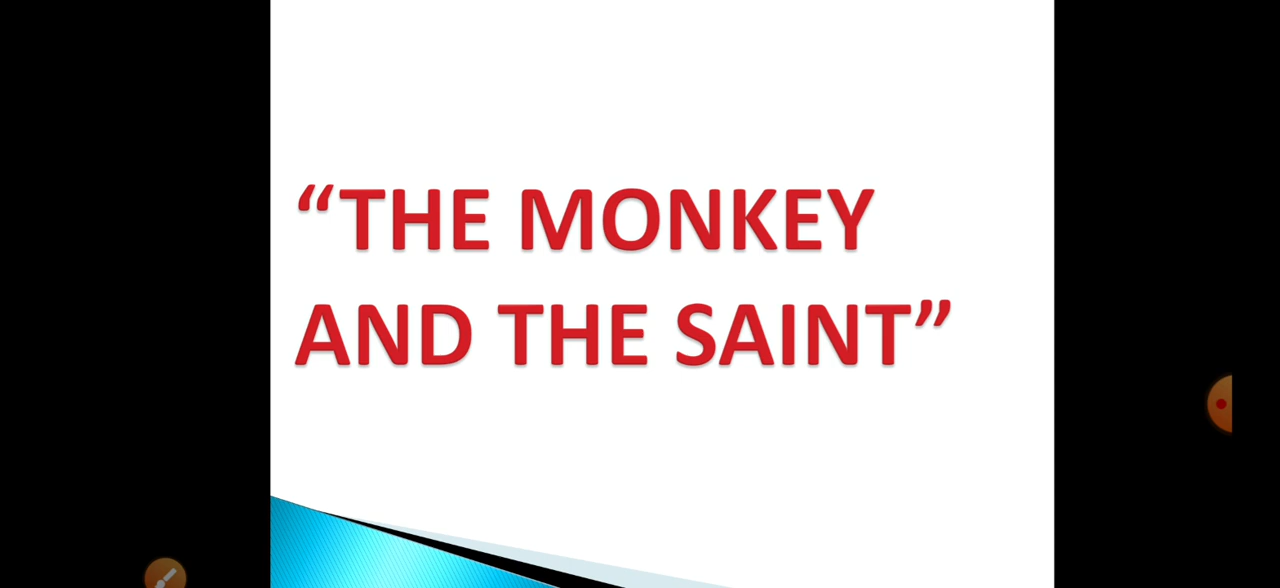 “THE MONKEY
AND THE SAINT”